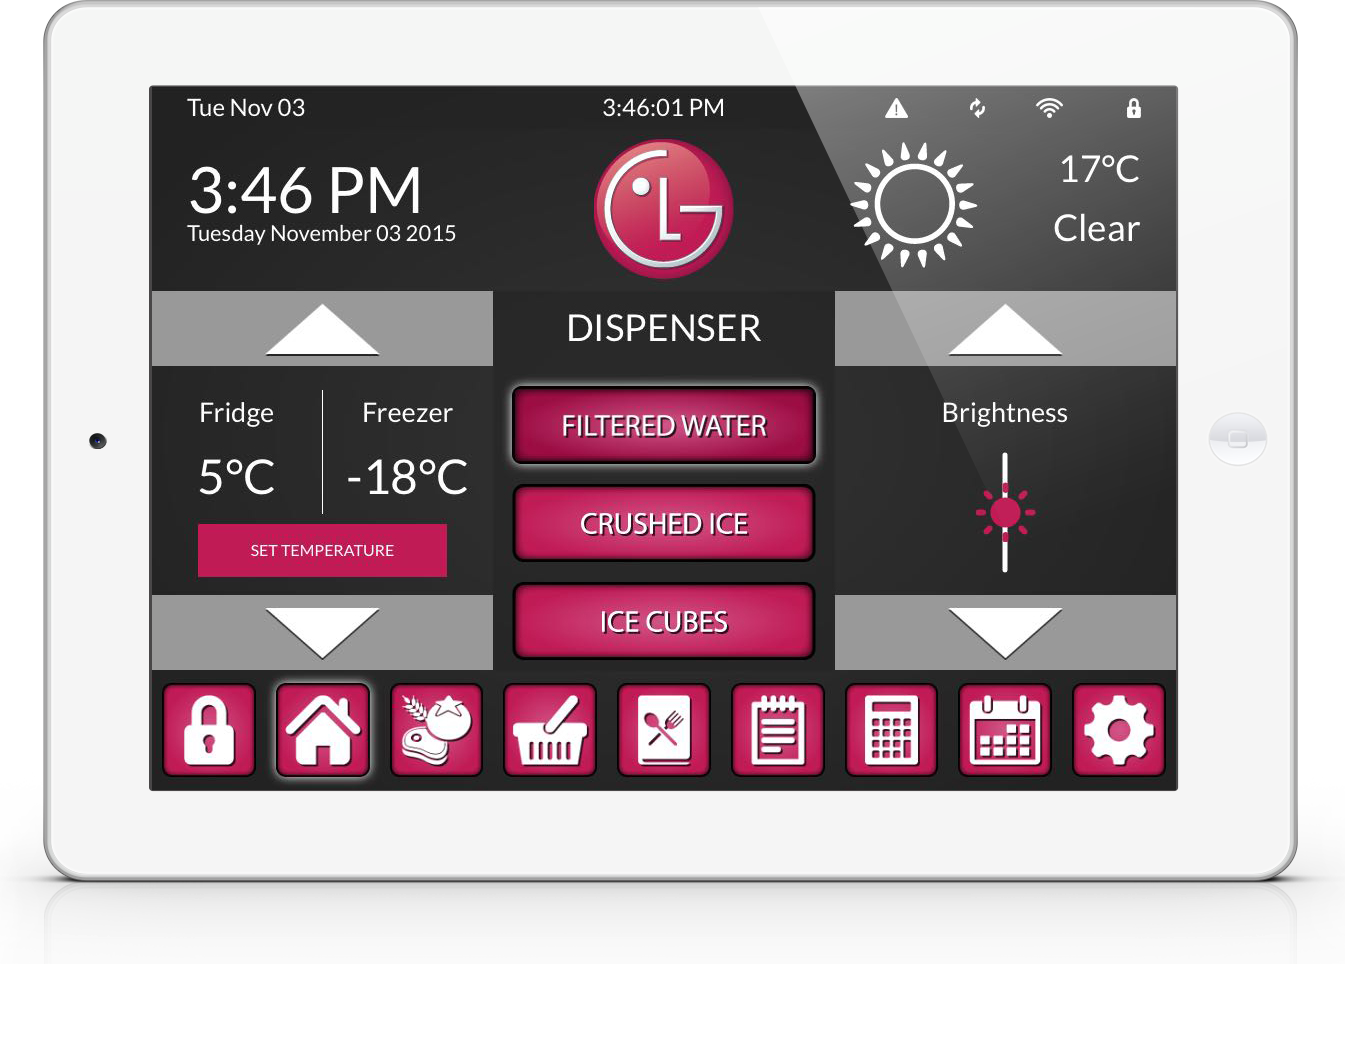 Tue Nov 03
3:46:01 PM
3:46 PM
Tuesday November 03 2015
LG
17°C
Clear
DISPENSER
Fridge
Freezer
5°C
-18°C
SET TEMPERATURE
FILTERED WATER
CRUSHED ICE
ICE CUBES
Brightness